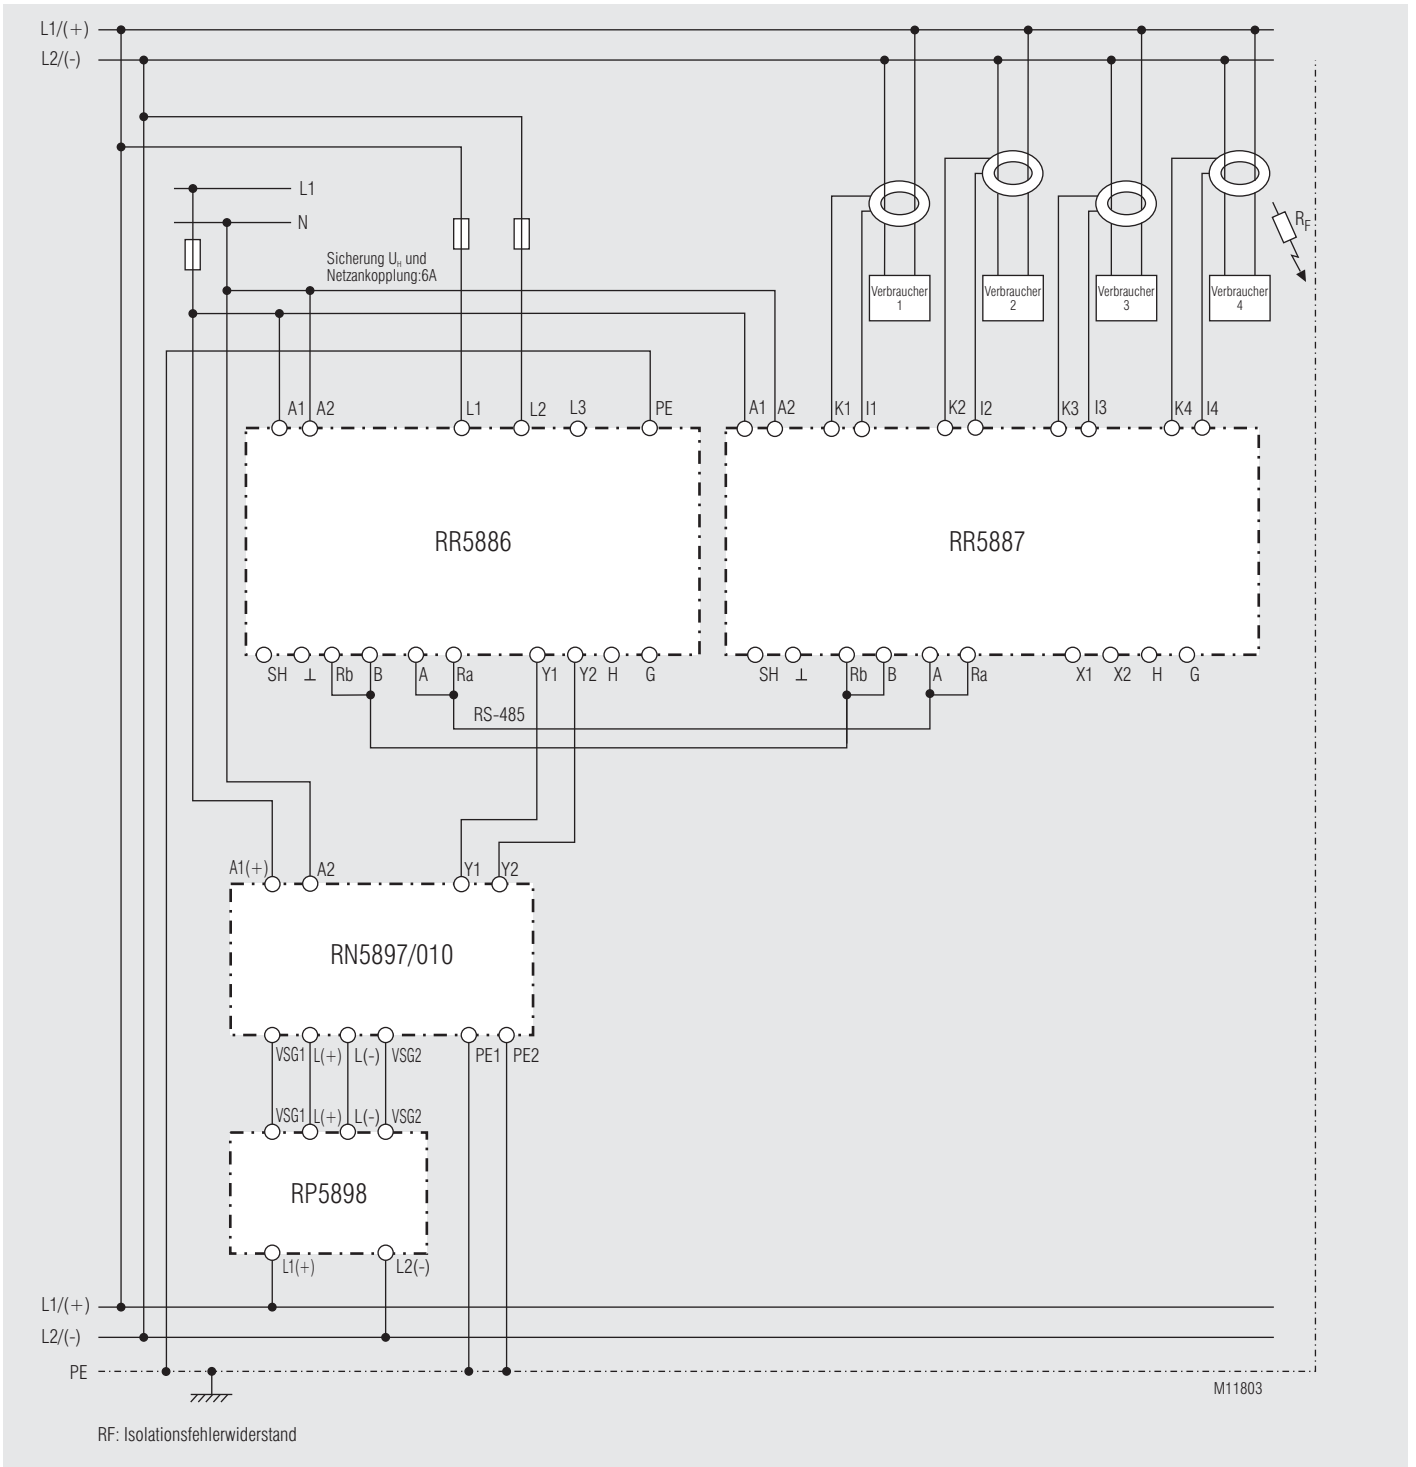 L1/(+)
L2/(-)
L1
N
Sicherung UH und
Netzankopplung:6A
RF
Verbraucher
1
Verbraucher
2
Verbraucher
3
Verbraucher
4
A1 A2 L1 L2 L3 PE A1 A2 K1 I1 K2 I2 K3 I3 K4 I4
RR5886 RR5887
SH ⊥ Rb B A Ra Y1 Y2 H G SH ⊥ Rb B A Ra X1 X2 H G
RS-485
A1(+) A2 Y1 Y2
RN5897/010
VSG1 L(+) L(-) VSG2 PE1 PE2
VSG1 L(+) L(-) VSG2
RP5898
L1(+) L2(-)
L1/(+)
L2/(-)
PE
M11803
RF: Isolationsfehlerwiderstand